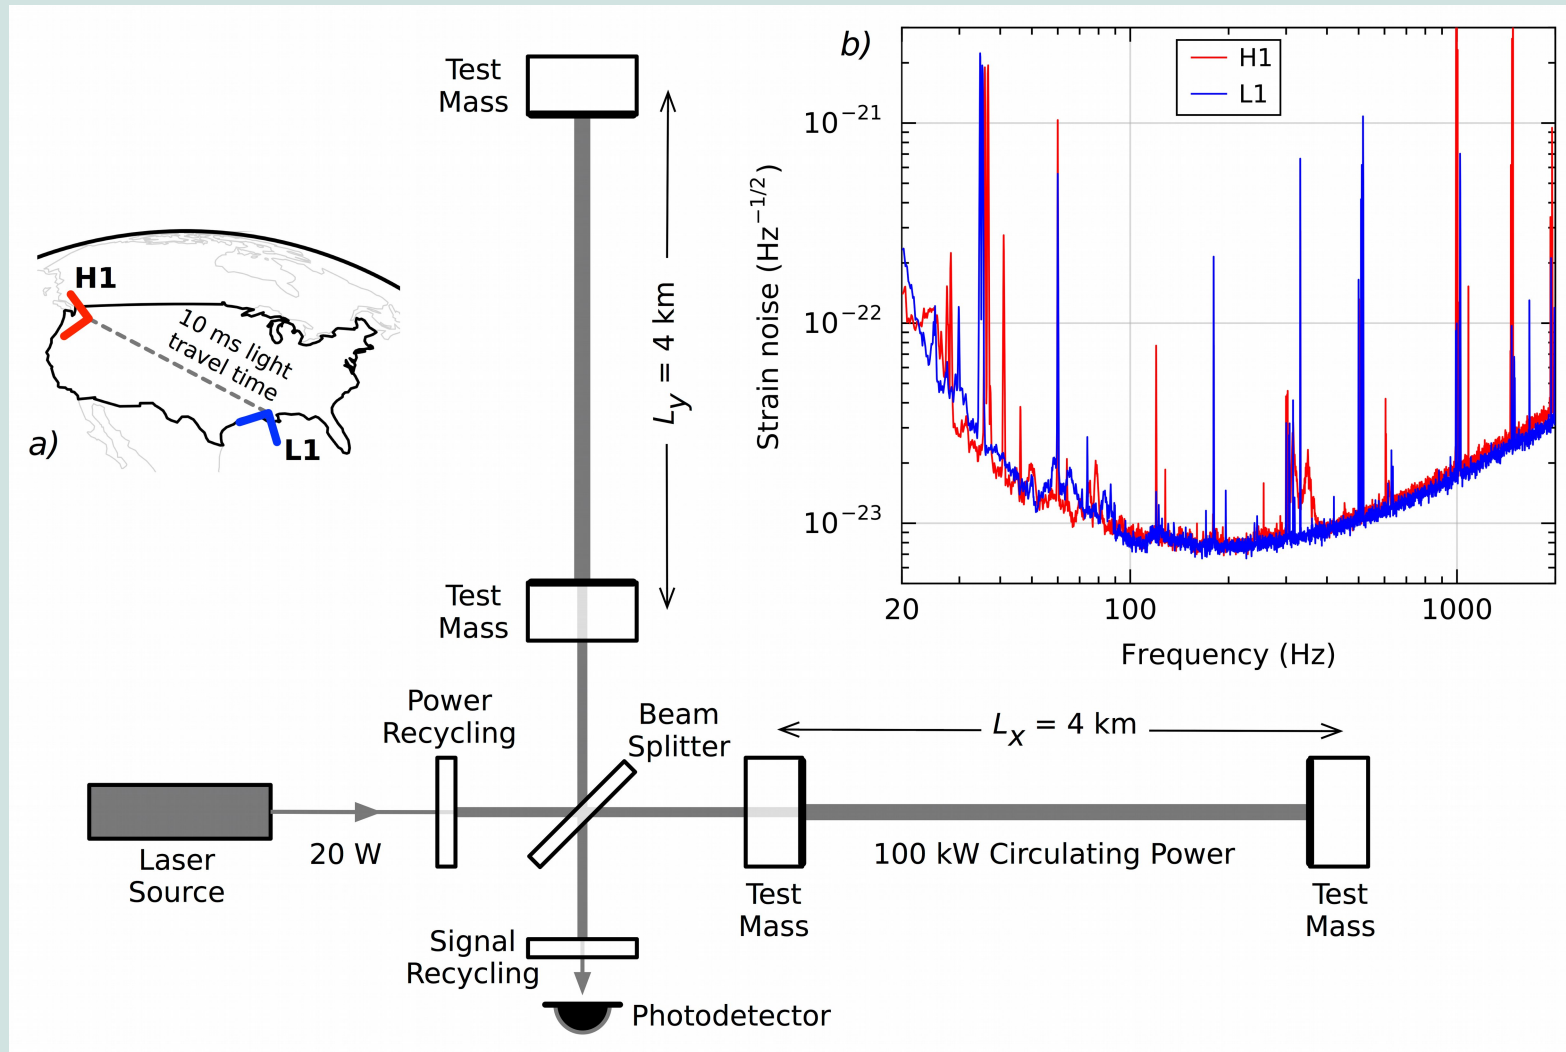 Test
Mass
b)
H1
L1
10⁻²¹
10⁻²²
10⁻²³
Strain noise (Hz⁻¹/²)
20
100
1000
Frequency (Hz)
H1
10 ms light
travel time
L1
a)
L_y = 4 km
Test
Mass
Power
Recycling
Beam
Splitter
L_x = 4 km
Laser
Source
20 W
100 kW Circulating Power
Test
Mass
Test
Mass
Signal
Recycling
Photodetector